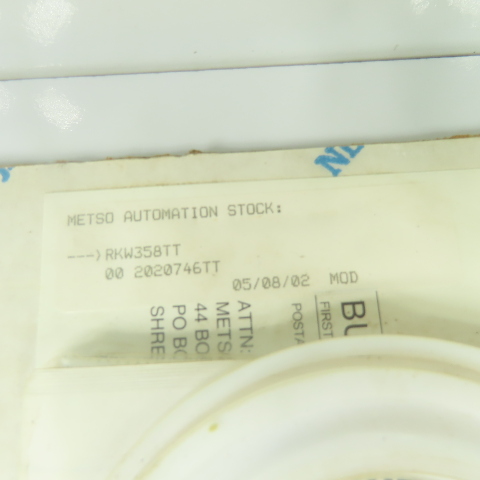 METSO AUTOMATION STOCK:
--->RKW358TT
00 2020746TT
05/08/02 MOD
ATTN:
METS
44 BO
PO BO
SHRE
POSTA
FIRST
BU